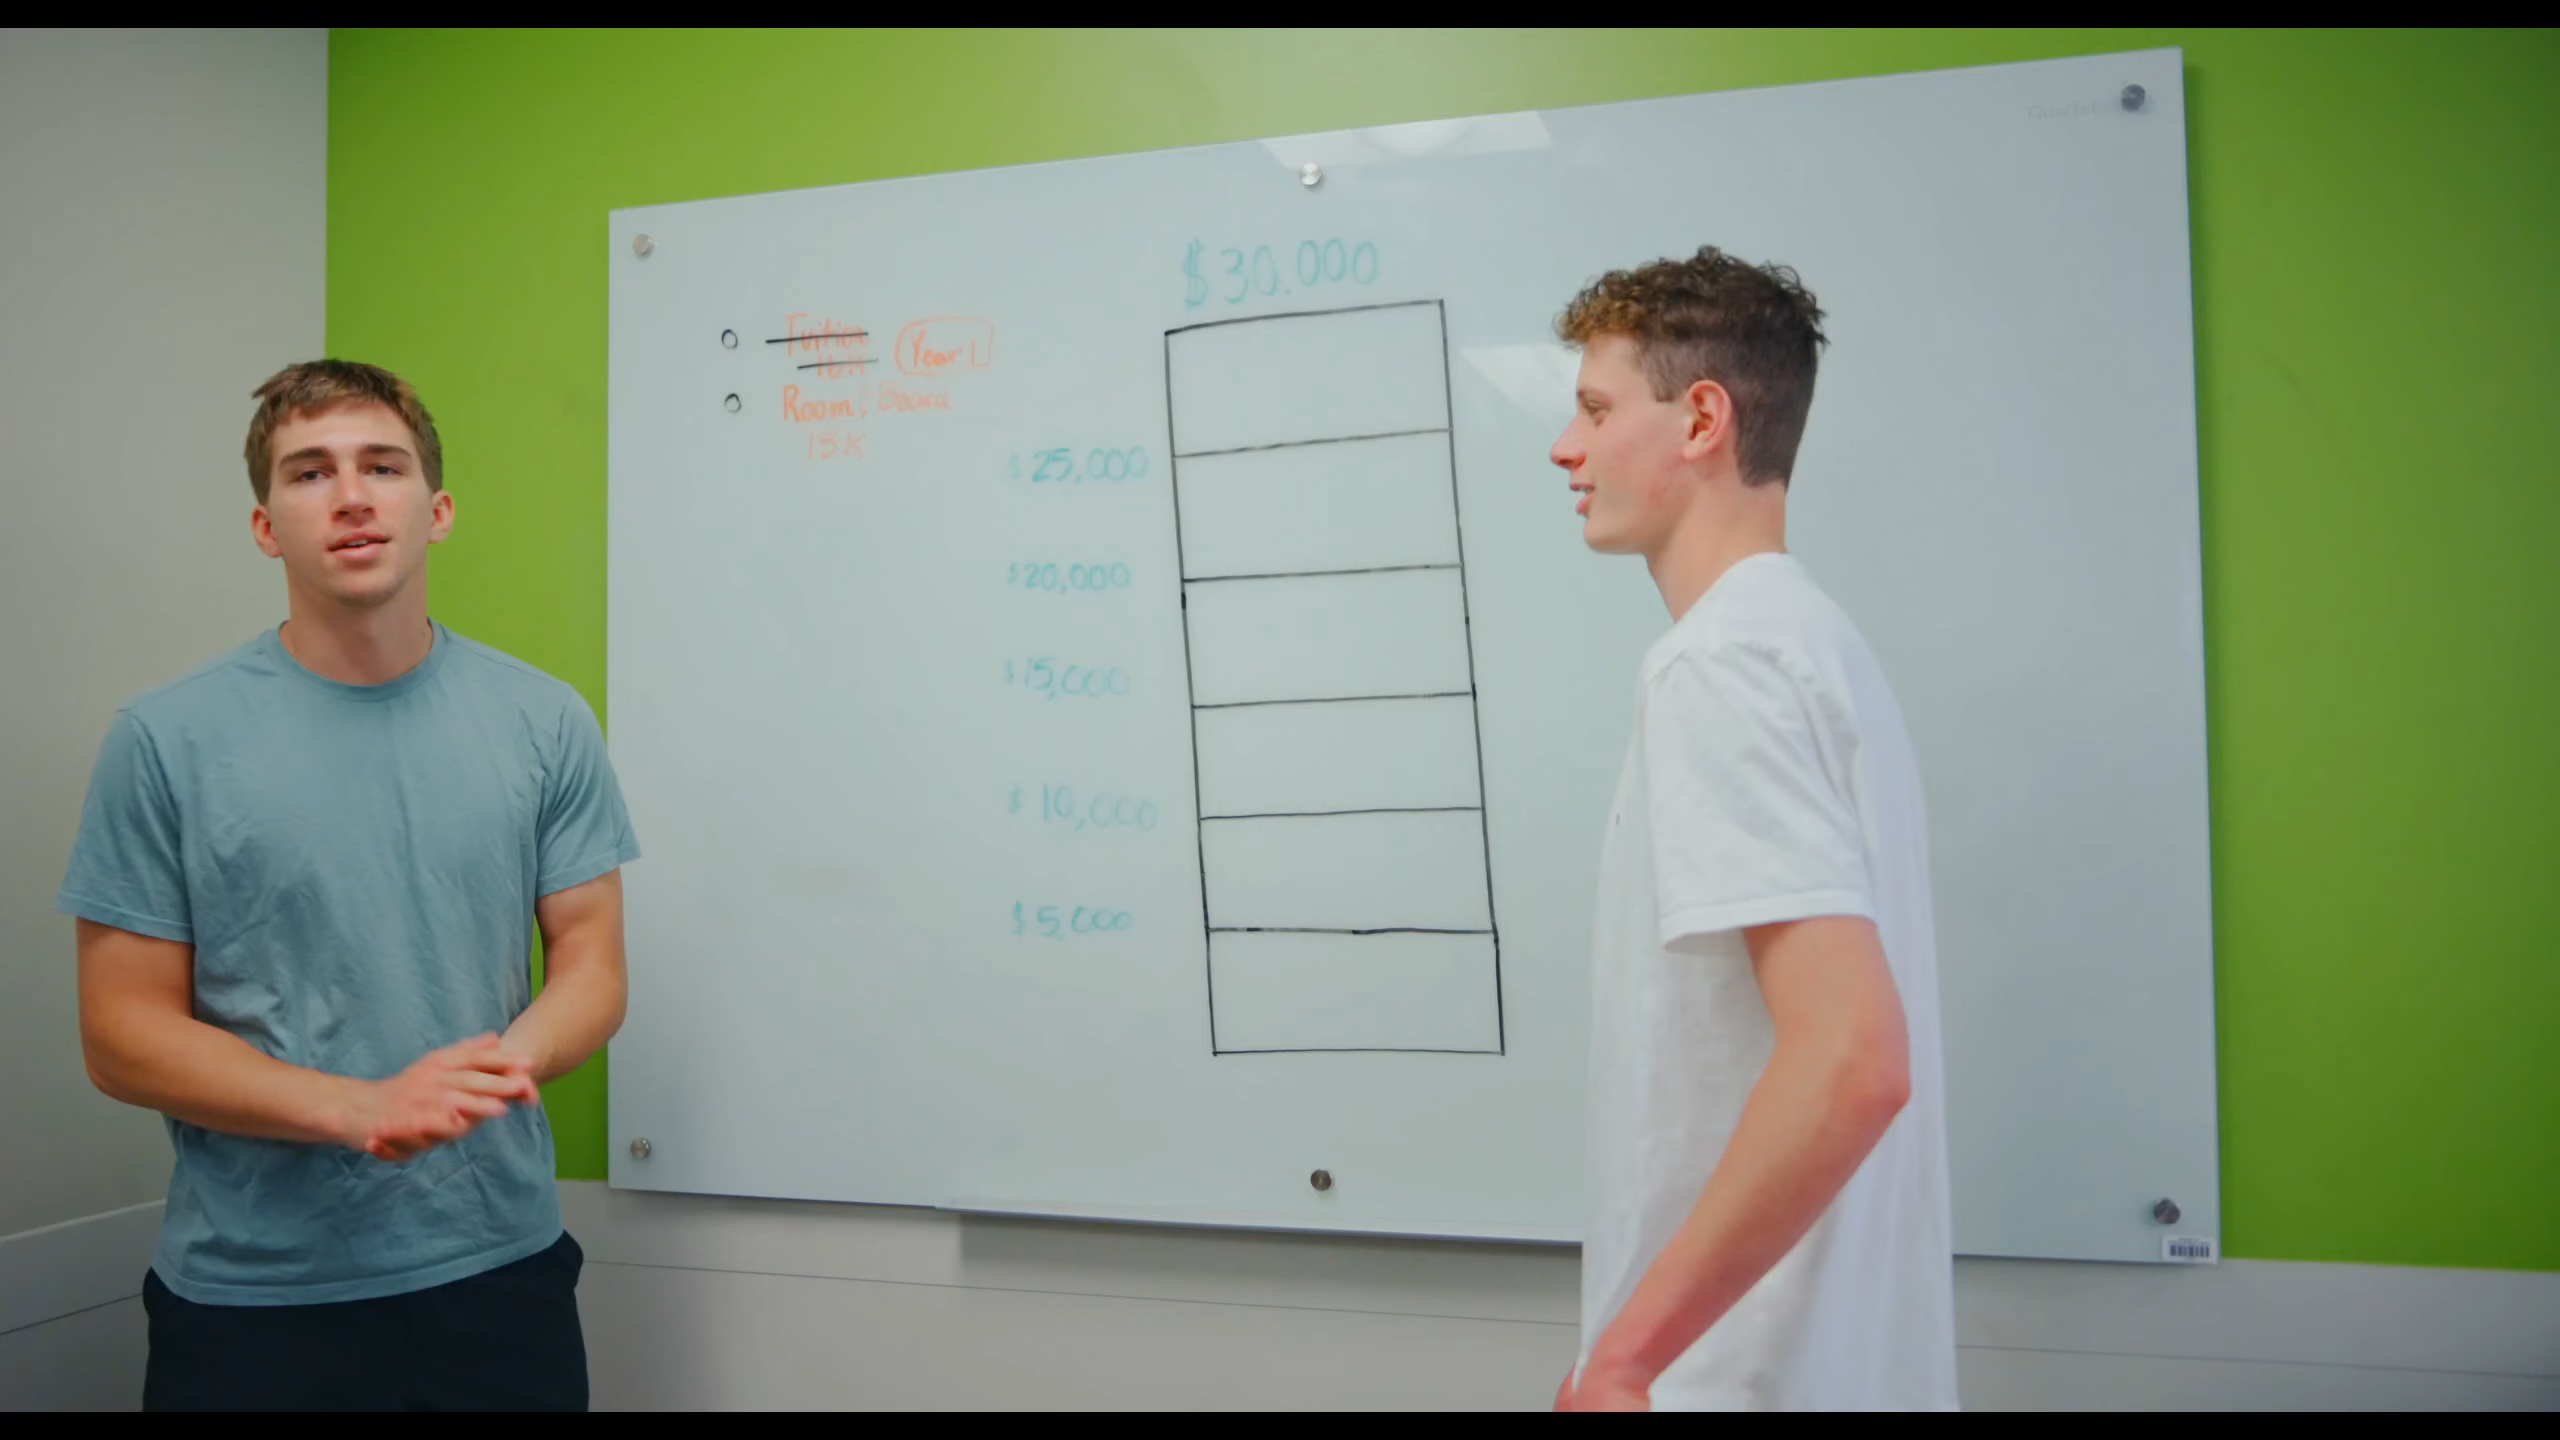 Quartet
$30,000
Tuition
16K
Year 1
Room & Board
15K
$25,000
$20,000
$15,000
$10,000
$5,000